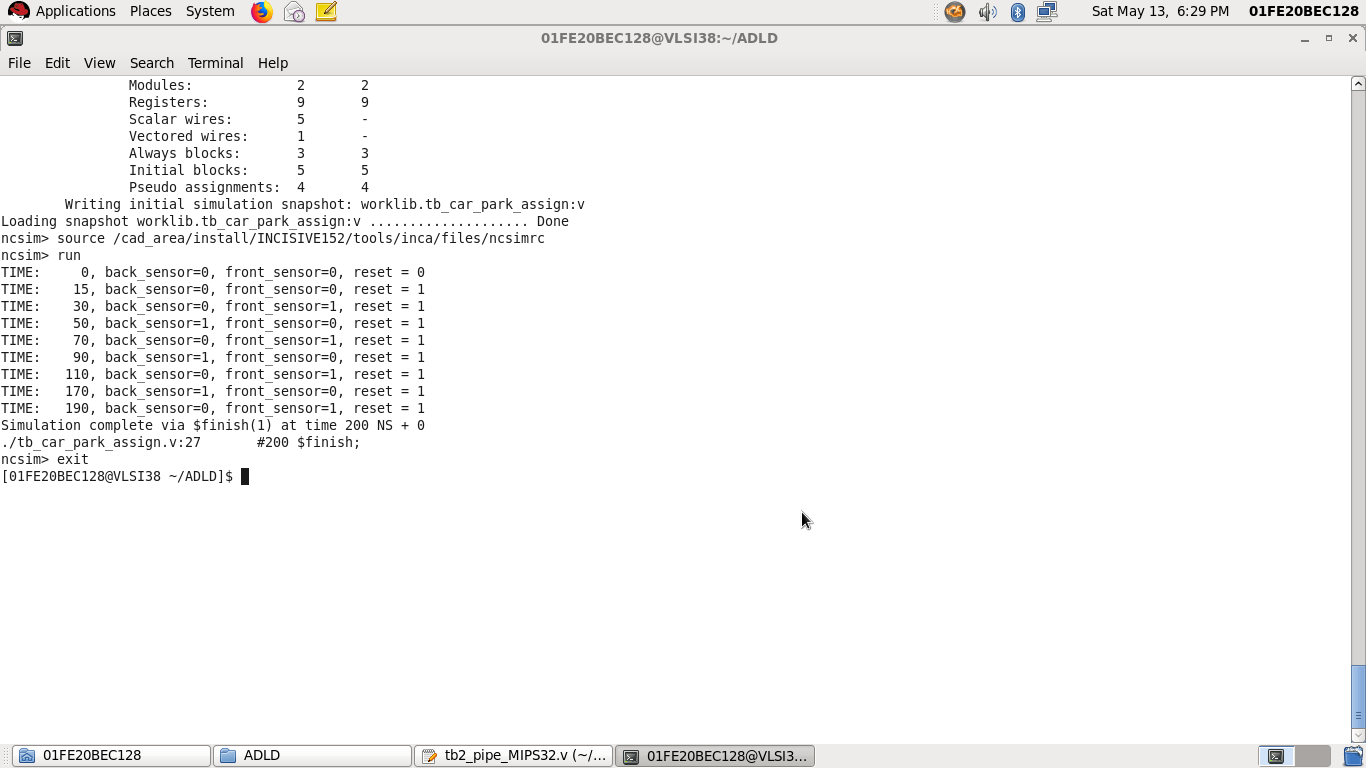 Applications Places System Sat May 13, 6:29 PM 01FE20BEC128
01FE20BEC128@VLSI38:~/ADLD
File Edit View Search Terminal Help
Modules: 2 2
Registers: 9 9
Scalar wires: 5 -
Vectored wires: 1 -
Always blocks: 3 3
Initial blocks: 5 5
Pseudo assignments: 4 4
Writing initial simulation snapshot: worklib.tb_car_park_assign:v
Loading snapshot worklib.tb_car_park_assign:v .................... Done
ncsim> source /cad_area/install/INCISIVE152/tools/inca/files/ncsimrc
ncsim> run
TIME:     0, back_sensor=0, front_sensor=0, reset = 0
TIME:    15, back_sensor=0, front_sensor=0, reset = 1
TIME:    30, back_sensor=0, front_sensor=1, reset = 1
TIME:    50, back_sensor=1, front_sensor=0, reset = 1
TIME:    70, back_sensor=0, front_sensor=1, reset = 1
TIME:    90, back_sensor=1, front_sensor=0, reset = 1
TIME:   110, back_sensor=0, front_sensor=1, reset = 1
TIME:   170, back_sensor=1, front_sensor=0, reset = 1
TIME:   190, back_sensor=0, front_sensor=1, reset = 1
Simulation complete via $finish(1) at time 200 NS + 0
./tb_car_park_assign.v:27       #200 $finish;
ncsim> exit
[01FE20BEC128@VLSI38 ~/ADLD]$
01FE20BEC128 ADLD tb2_pipe_MIPS32.v (~/... 01FE20BEC128@VLSI3...